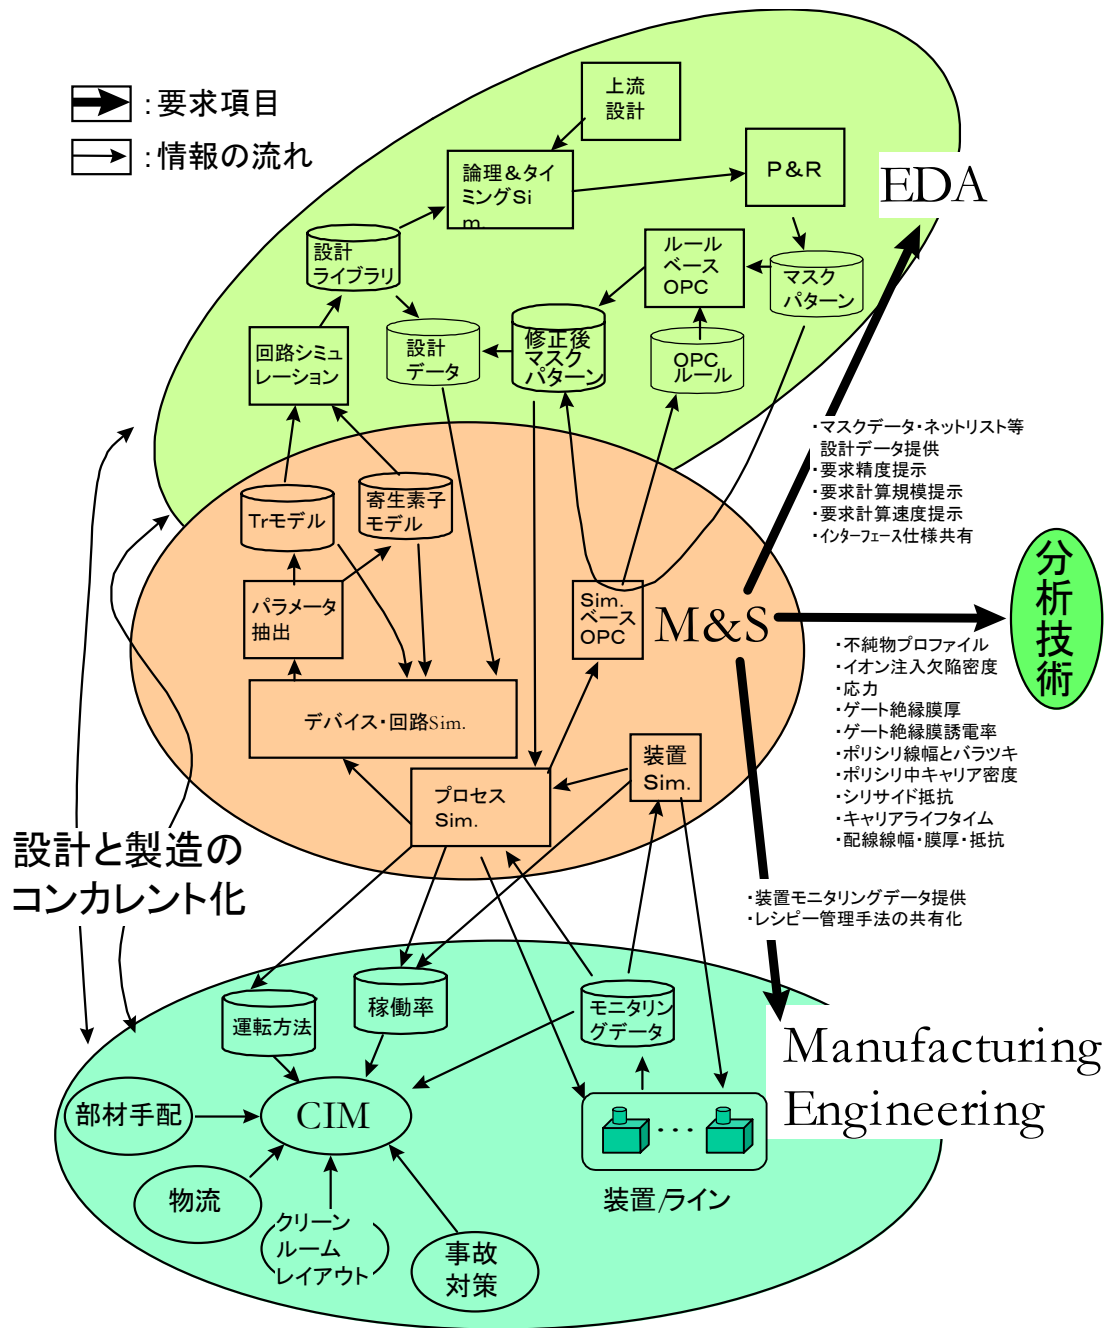 ：要求項目
：情報の流れ
上流
設計
論理＆タイ
ミングSi
m.
P&R
EDA
設計
ライブラリ
ルール
ベース
OPC
マスク
パターン
回路シミュ
レーション
設計
データ
修正後
マスク
パターン
OPC
ルール
・マスクデータ・ネットリスト等
設計データ提供
・要求精度提示
・要求計算規模提示
・要求計算速度提示
・インターフェース仕様共有
Trモデル
寄生素子
モデル
パラメータ
抽出
Sim.
ベース
OPC
M&S
分析技術
・不純物プロファイル
・イオン注入欠陥密度
・応力
・ゲート絶縁膜厚
・ゲート絶縁膜誘電率
・ポリシリ線幅とバラツキ
・ポリシリ中キャリア密度
・シリサイド抵抗
・キャリアライフタイム
・配線線幅・膜厚・抵抗
デバイス・回路Sim.
装置
Sim.
プロセス
Sim.
設計と製造の
コンカレント化
・装置モニタリングデータ提供
・レシピー管理手法の共有化
運転方法
稼働率
モニタリン
グデータ
Manufacturing
Engineering
部材手配
CIM
…
物流
装置/ライン
クリーン
ルーム
レイアウト
事故
対策